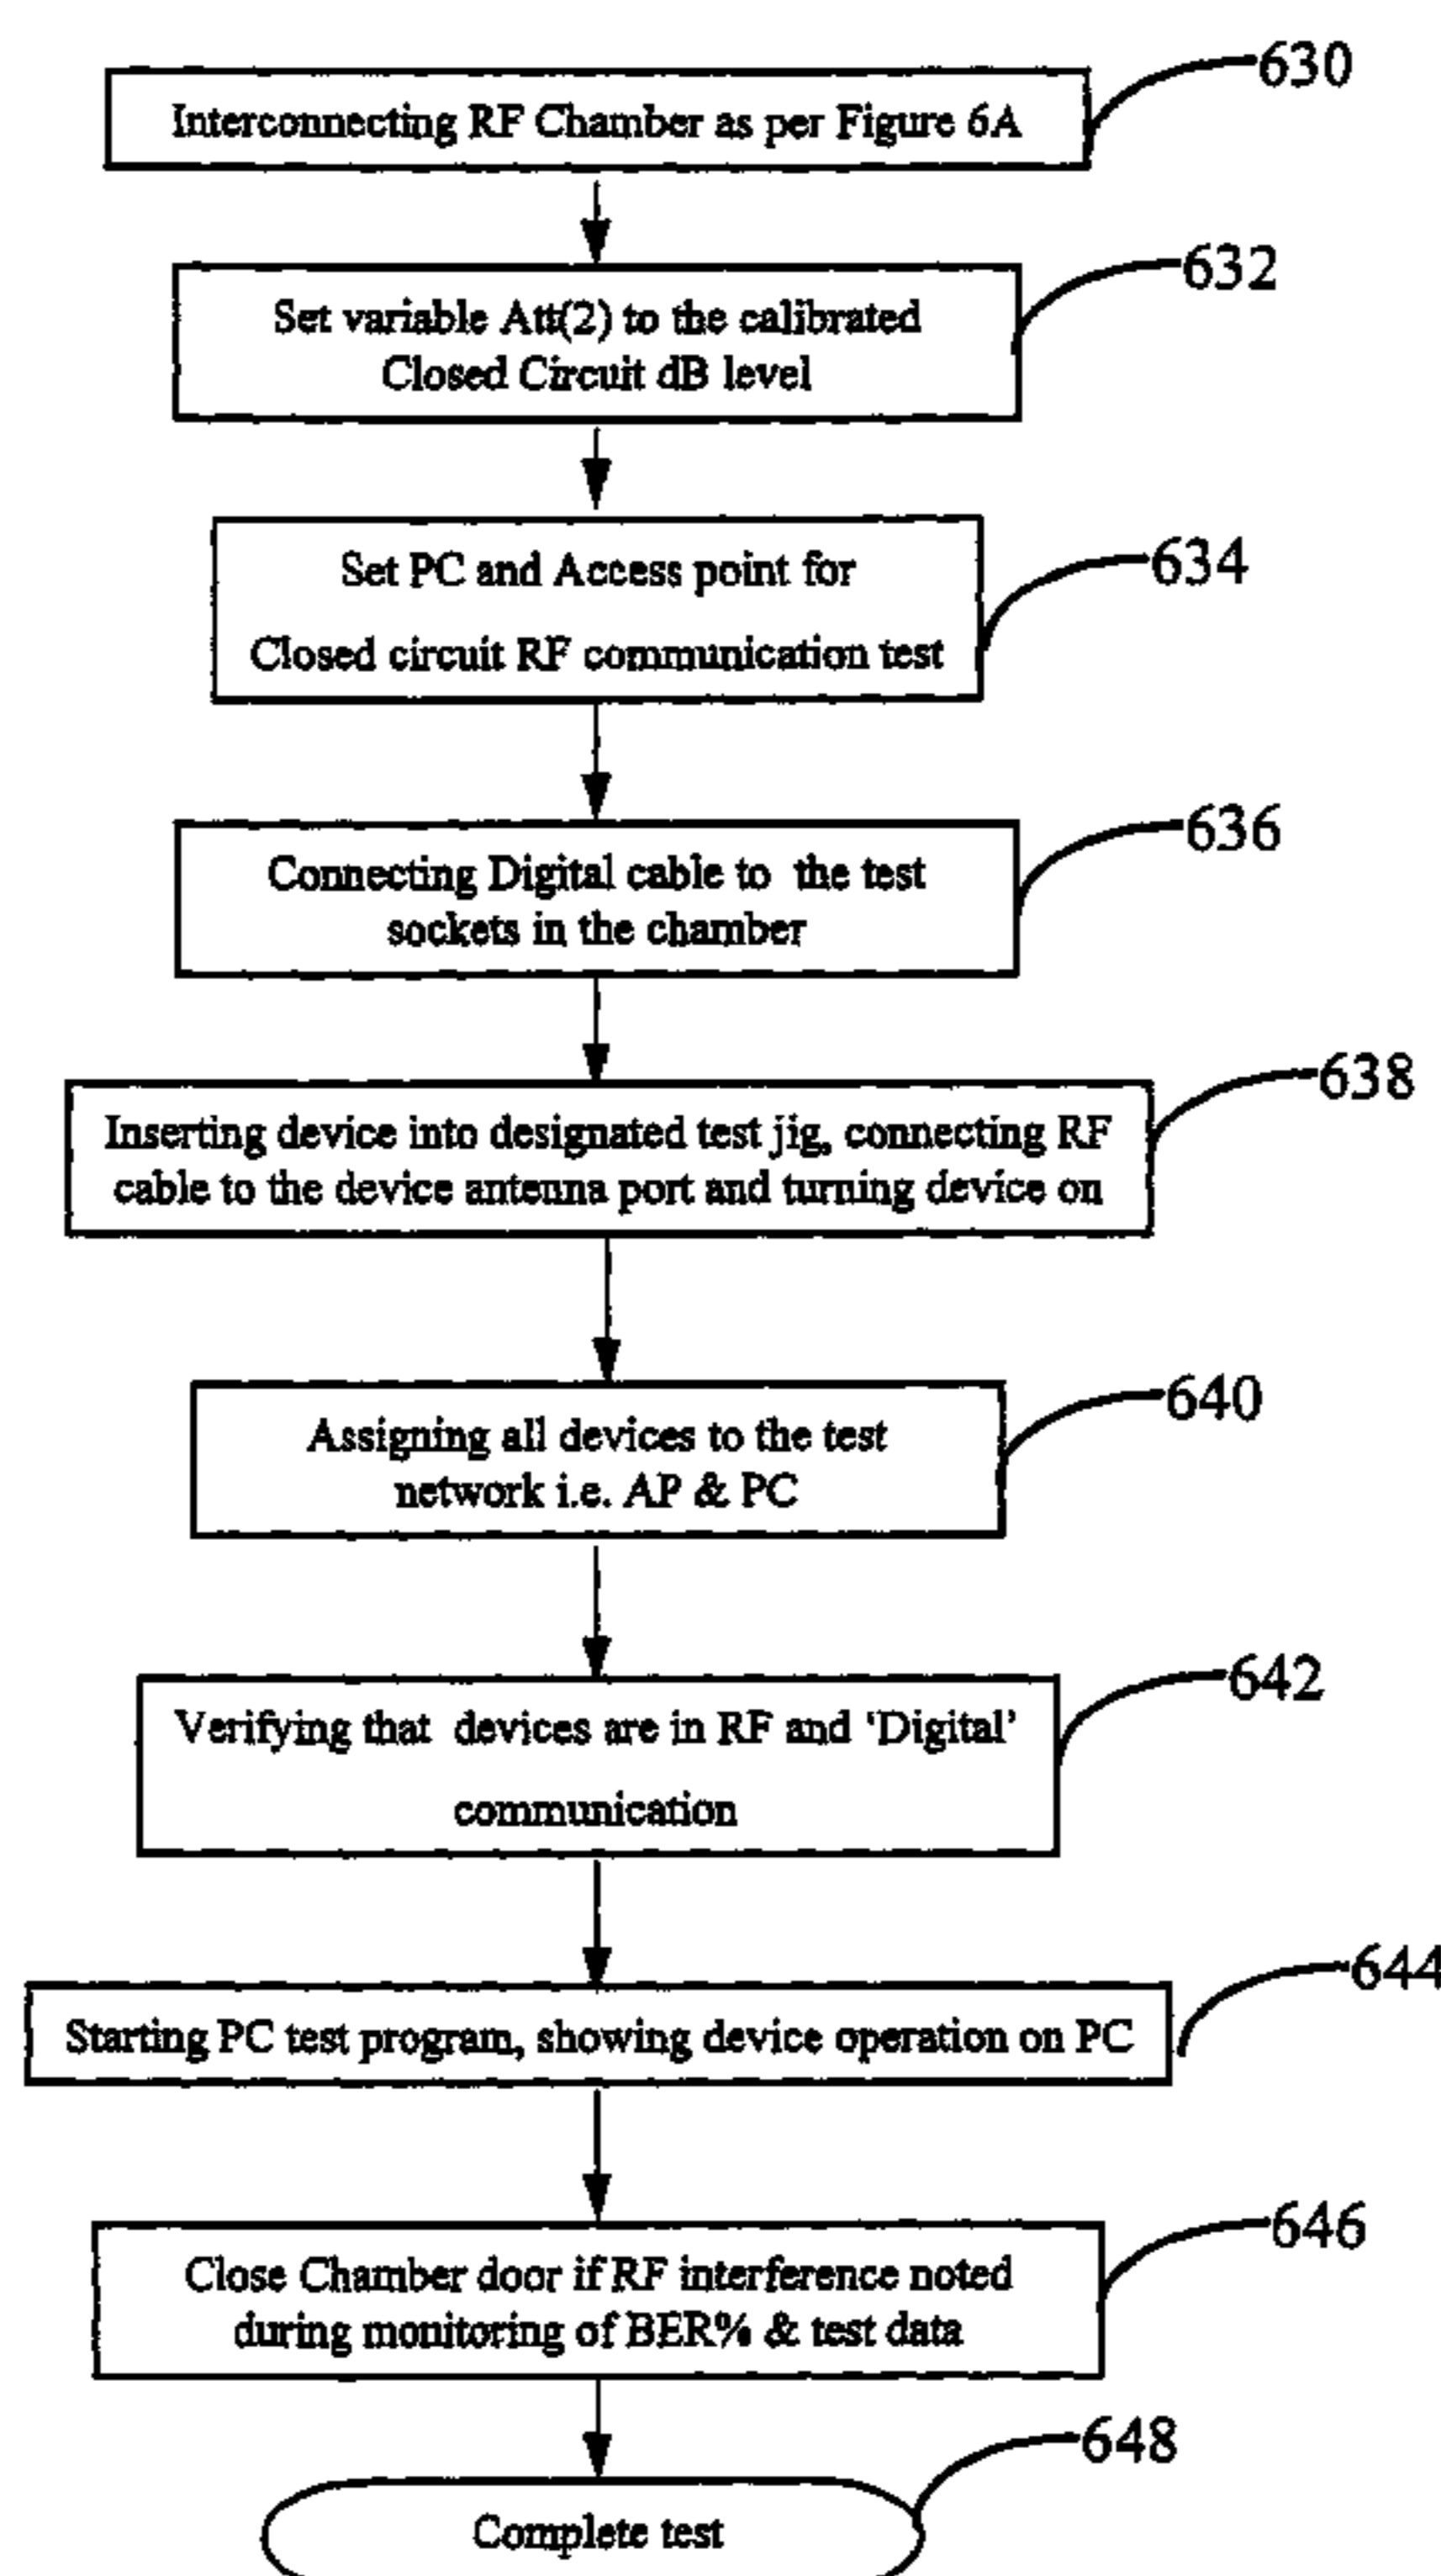 630
Interconnecting RF Chamber as per Figure 6A
632
Set variable Att(2) to the calibrated
Closed Circuit dB level
634
Set PC and Access point for
Closed circuit RF communication test
636
Connecting Digital cable to the test
sockets in the chamber
638
Inserting device into designated test jig, connecting RF
cable to the device antenna port and turning device on
640
Assigning all devices to the test
network i.e. AP & PC
642
Verifying that devices are in RF and ‘Digital’
communication
644
Starting PC test program, showing device operation on PC
646
Close Chamber door if RF interference noted
during monitoring of BER% & test data
648
Complete test